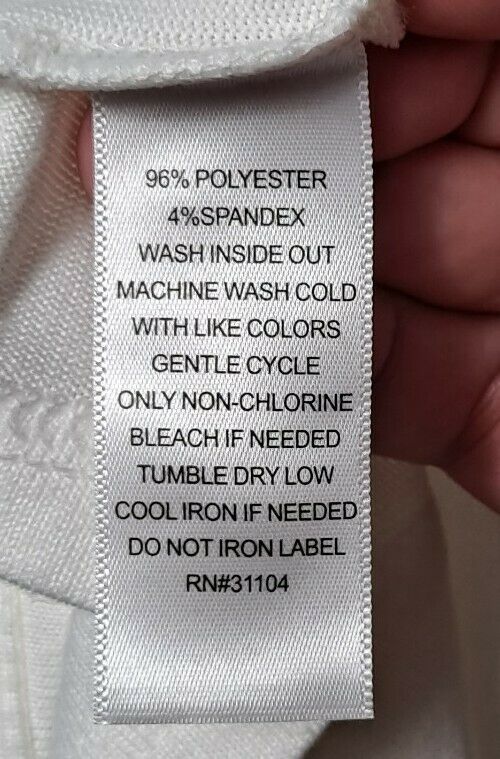 96% POLYESTER
4%SPANDEX
WASH INSIDE OUT
MACHINE WASH COLD
WITH LIKE COLORS
GENTLE CYCLE
ONLY NON-CHLORINE
BLEACH IF NEEDED
TUMBLE DRY LOW
COOL IRON IF NEEDED
DO NOT IRON LABEL
RN#31104